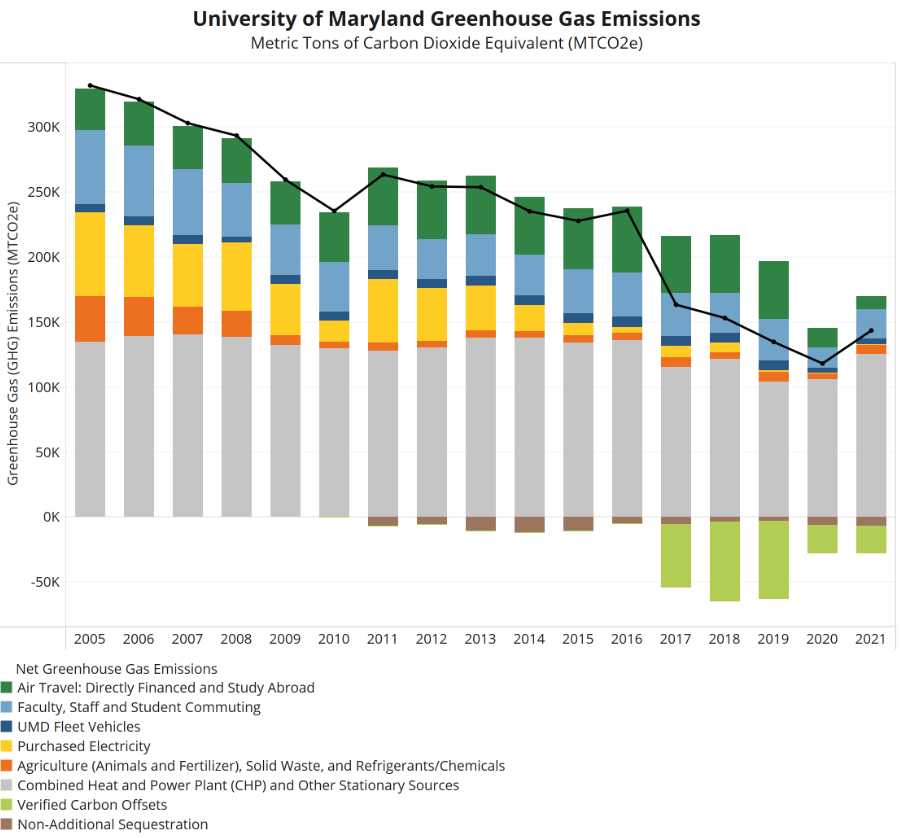 University of Maryland Greenhouse Gas Emissions
Metric Tons of Carbon Dioxide Equivalent (MTCO2e)
Greenhouse Gas (GHG) Emissions (MTCO2e)
300K
250K
200K
150K
100K
50K
0K
-50K
2005 2006 2007 2008 2009 2010 2011 2012 2013 2014 2015 2016 2017 2018 2019 2020 2021
Net Greenhouse Gas Emissions
Air Travel: Directly Financed and Study Abroad
Faculty, Staff and Student Commuting
UMD Fleet Vehicles
Purchased Electricity
Agriculture (Animals and Fertilizer), Solid Waste, and Refrigerants/Chemicals
Combined Heat and Power Plant (CHP) and Other Stationary Sources
Verified Carbon Offsets
Non-Additional Sequestration